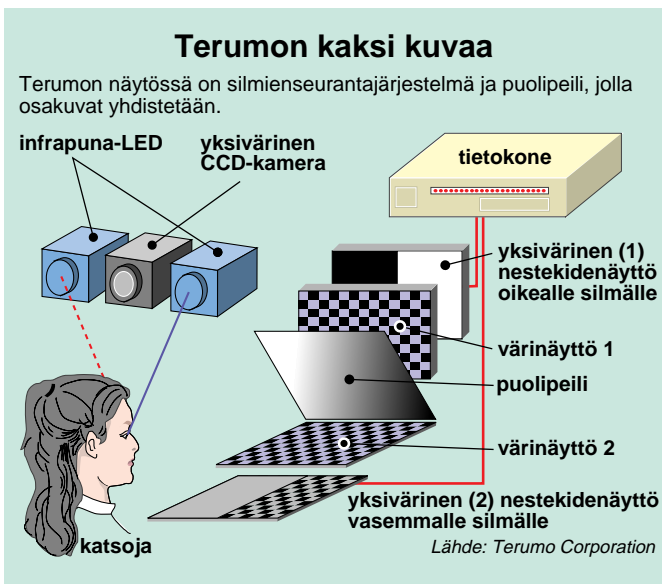 Terumon kaksi kuvaa
Terumon näytössä on silmienseurantajärjestelmä ja puolipeili, jolla
osakuvat yhdistetään.
infrapuna-LED
yksivärinen
CCD-kamera
tietokone
yksivärinen (1)
nestekidenäyttö
oikealle silmälle
värinäyttö 1
puolipeili
värinäyttö 2
yksivärinen (2) nestekidenäyttö
vasemmalle silmälle
katsoja
Lähde: Terumo Corporation